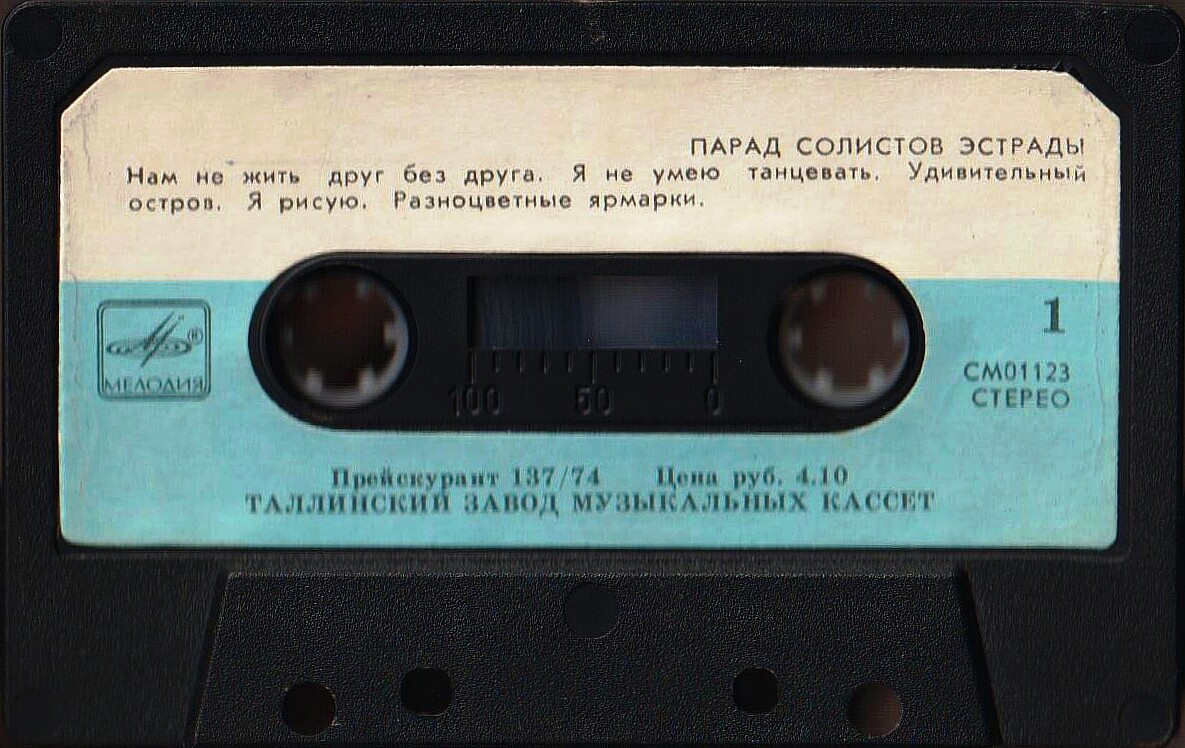 ПАРАД СОЛИСТОВ ЭСТРАДЫ
Нам не жить друг без друга. Я не умею танцевать. Удивительный
остров. Я рисую. Разноцветные ярмарки.
1
®
МЕЛОДИЯ
СМ01123
СТЕРЕО
100 50 0
Прейскурант 137/74 Цена руб. 4.10
ТАЛЛИНСКИЙ ЗАВОД МУЗЫКАЛЬНЫХ КАССЕТ